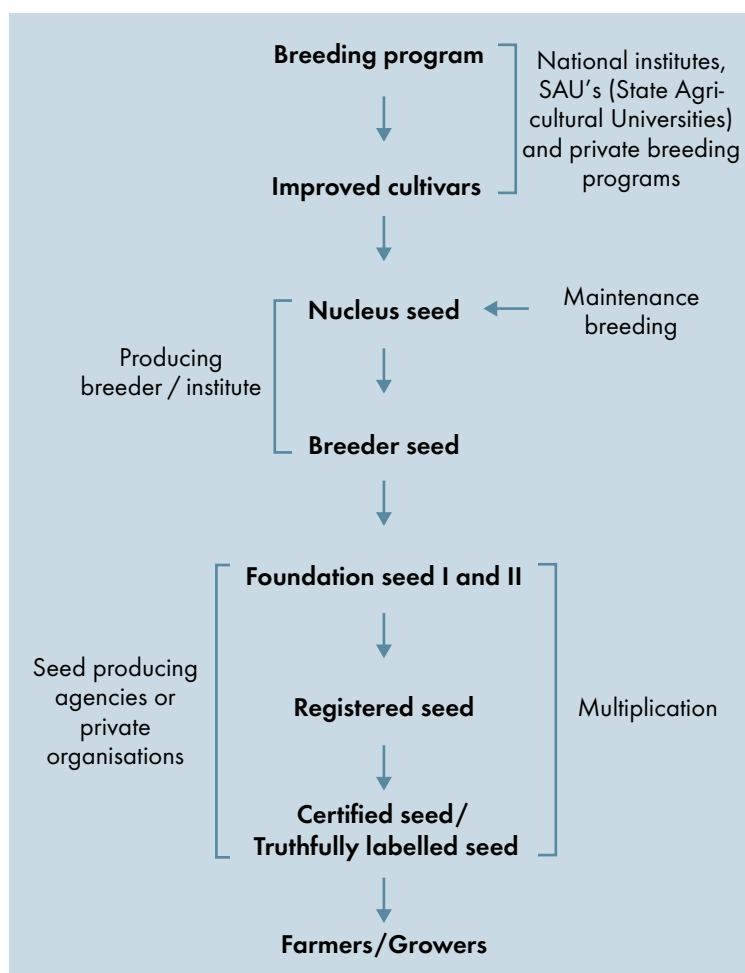 Breeding program
National institutes,
SAU's (State Agri-
cultural Universities)
and private breeding
programs
Improved cultivars
Nucleus seed
Maintenance
breeding
Producing
breeder / institute
Breeder seed
Foundation seed I and II
Seed producing
agencies or
private
organisations
Registered seed
Multiplication
Certified seed/
Truthfully labelled seed
Farmers/Growers